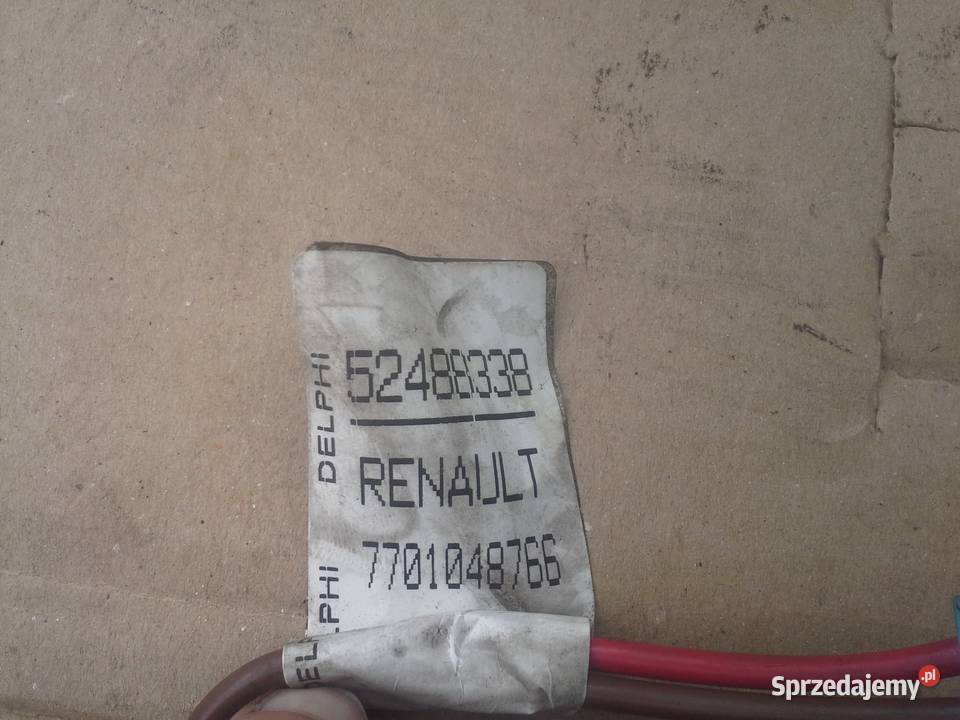 52488338
RENAULT
7701048766
DELPHI
DELPHI
Sprzedajemy.pl